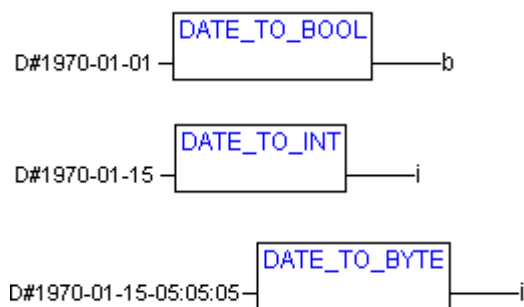 DATE_TO_BOOL
D#1970-01-01 b
DATE_TO_INT
D#1970-01-15 i
DATE_TO_BYTE
D#1970-01-15-05:05:05 i